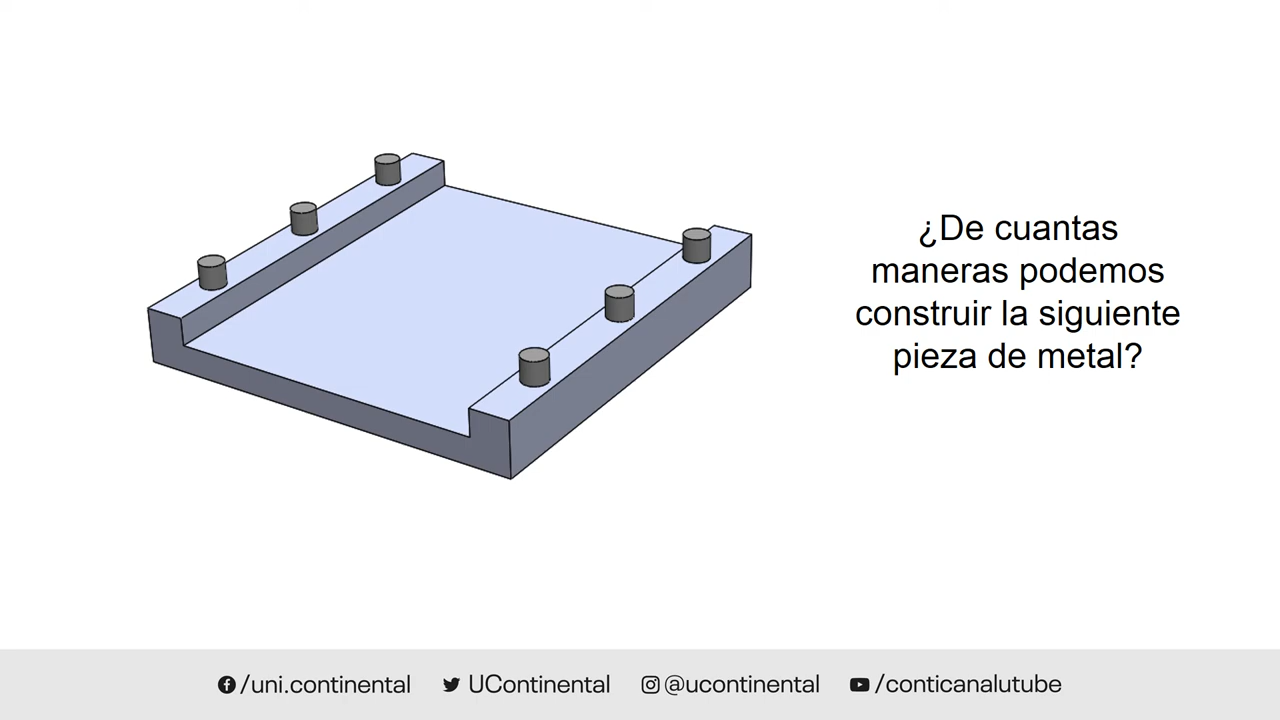 ¿De cuantas
maneras podemos
construir la siguiente
pieza de metal?
/uni.continental UContinental @ucontinental /conticanalutube